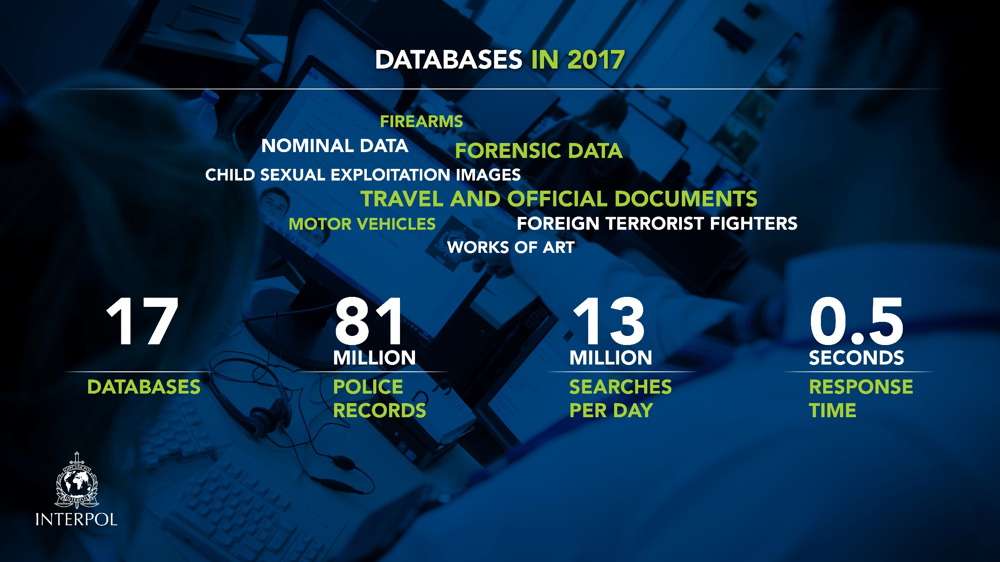 DATABASES IN 2017
FIREARMS
NOMINAL DATA
FORENSIC DATA
CHILD SEXUAL EXPLOITATION IMAGES
TRAVEL AND OFFICIAL DOCUMENTS
MOTOR VEHICLES
FOREIGN TERRORIST FIGHTERS
WORKS OF ART
RED
17
DATABASES
81
MILLION
POLICE
RECORDS
13
MILLION
SEARCHES
PER DAY
0.5
SECONDS
RESPONSE
TIME
OIPC ICPO
INTERPOL
INTERPOL